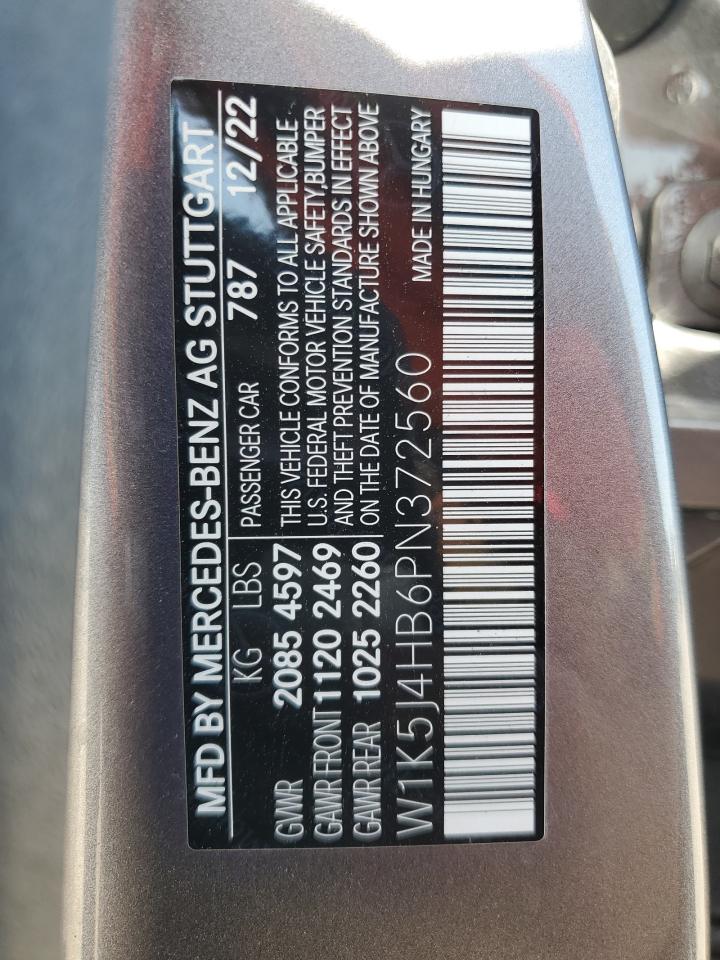 MFD BY MERCEDES-BENZ AG STUTTGART
KG LBS 787 12/22
PASSENGER CAR
GVWR 2085 4597
GAWR FRONT 1120 2469
GAWR REAR 1025 2260
THIS VEHICLE CONFORMS TO ALL APPLICABLE
U.S. FEDERAL MOTOR VEHICLE SAFETY,BUMPER
AND THEFT PREVENTION STANDARDS IN EFFECT
ON THE DATE OF MANUFACTURE SHOWN ABOVE
W1K5J4HB6PN372560 MADE IN HUNGARY